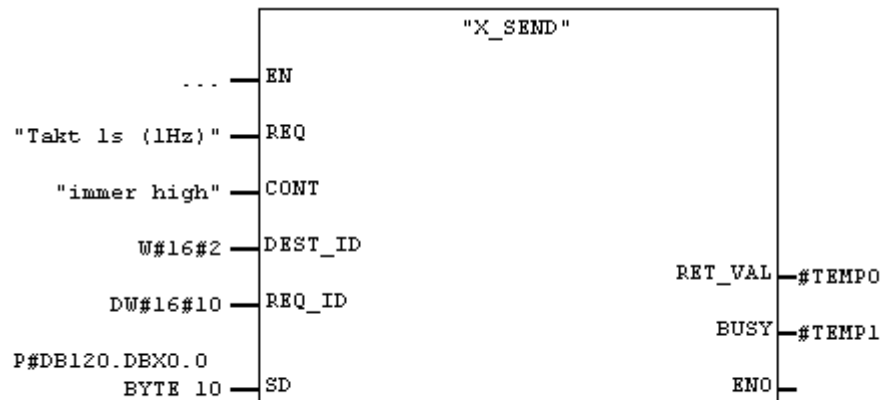 "X_SEND"
... EN
"Takt 1s (1Hz)" REQ
"immer high" CONT
W#16#2 DEST_ID
RET_VAL #TEMP0
DW#16#10 REQ_ID
BUSY #TEMP1
P#DB120.DBX0.0
BYTE 10 SD ENO